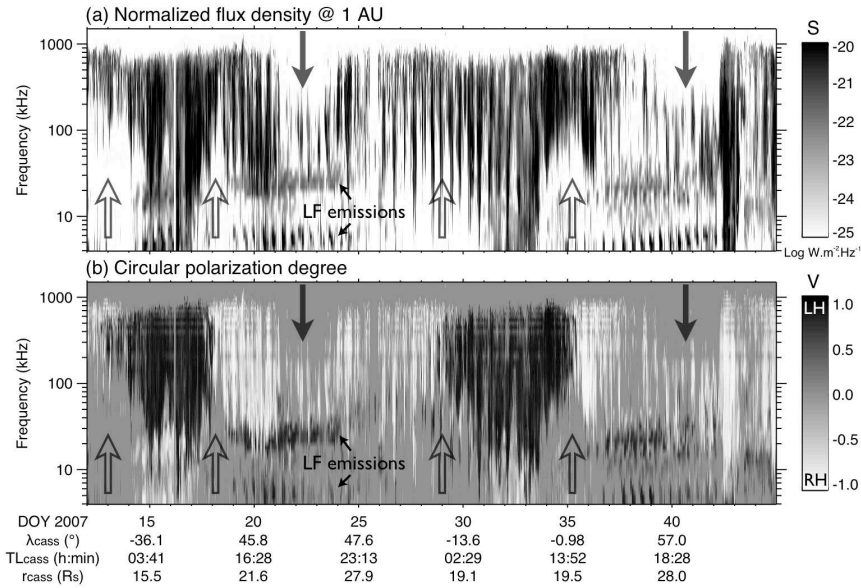 (a) Normalized flux density @ 1 AU
S
1000
100
10
Frequency (kHz)
LF emissions
-20
-21
-22
-23
-24
-25
Log W.m-2.Hz-1
(b) Circular polarization degree
V
1000
100
10
Frequency (kHz)
LF emissions
LH
RH
1.0
0.5
0.0
-0.5
-1.0
DOY 2007 15 20 25 30 35 40
λcass (°) -36.1 45.8 47.6 -13.6 -0.98 57.0
TLcass (h:min) 03:41 16:28 23:13 02:29 13:52 18:28
rcass (Rs) 15.5 21.6 27.9 19.1 19.5 28.0